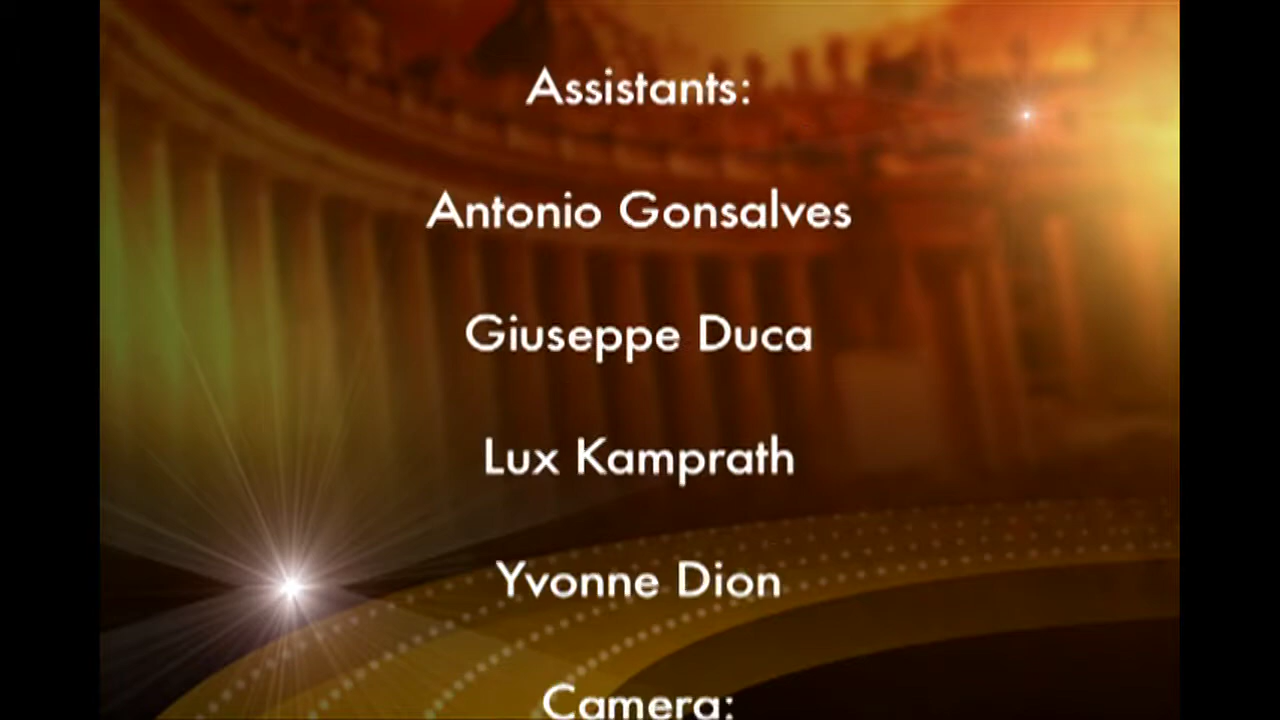 Assistants:
Antonio Gonsalves
Giuseppe Duca
Lux Kamprath
Yvonne Dion
Camera: